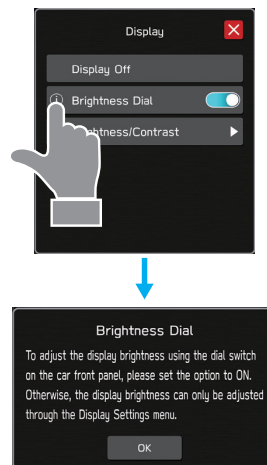 Display
Display Off
Brightness Dial
ghtness/Contrast
Brightness Dial
To adjust the display brightness using the dial switch
on the car front panel, please set the option to ON.
Otherwise, the display brightness can only be adjusted
through the Display Settings menu.
OK